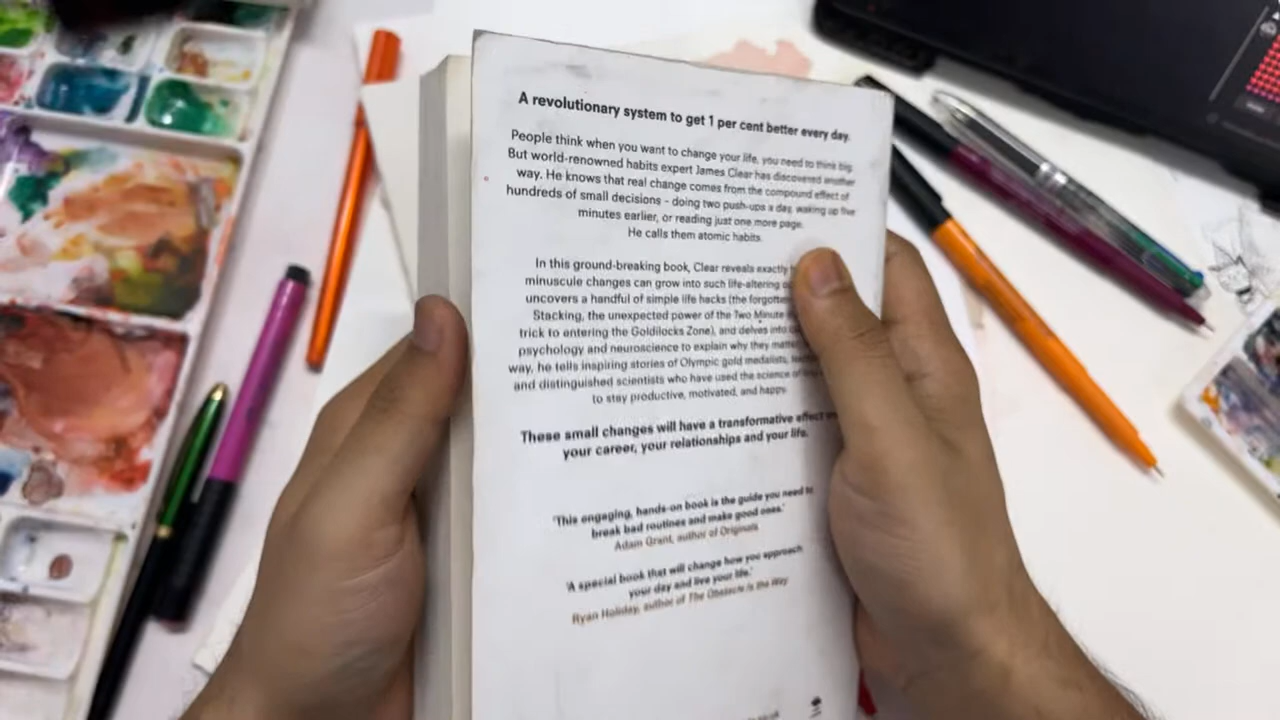 A revolutionary system to get 1 per cent better every day.
People think when you want to change your life, you need to think big.
But world-renowned habits expert James Clear has discovered another
way. He knows that real change comes from the compound effect of
hundreds of small decisions – doing two push-ups a day, waking up five
minutes earlier, or reading just one more page.
He calls them atomic habits.
In this ground-breaking book, Clear reveals exactly
minuscule changes can grow into such life-altering
uncovers a handful of simple life hacks (the forgotten
Stacking, the unexpected power of the Two Minute
trick to entering the Goldilocks Zone), and delves into
psychology and neuroscience to explain why they matter
way, he tells inspiring stories of Olympic gold medalists,
and distinguished scientists who have used the science of
to stay productive, motivated, and happy.
These small changes will have a transformative effect on
your career, your relationships and your life.
'This engaging, hands-on book is the guide you need to
break bad routines and make good ones.'
Adam Grant, author of Originals
'A special book that will change how you approach
your day and live your life.'
Ryan Holiday, author of The Obstacle is the Way